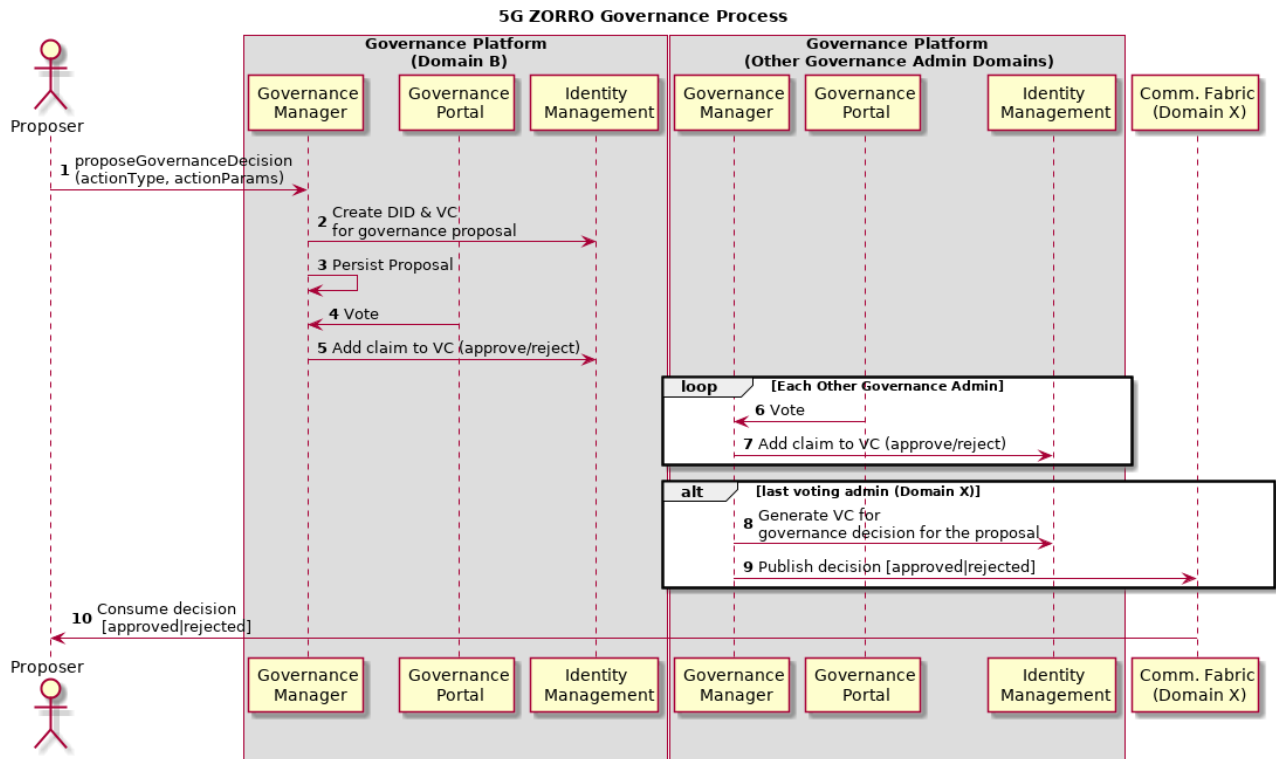 5G ZORRO Governance Process
Governance Platform
(Domain B)
Governance Platform
(Other Governance Admin Domains)
Proposer
Governance
Manager
Governance
Portal
Identity
Management
Governance
Manager
Governance
Portal
Identity
Management
Comm. Fabric
(Domain X)
1 proposeGovernanceDecision
(actionType, actionParams)
2 Create DID & VC
for governance proposal
3 Persist Proposal
4 Vote
5 Add claim to VC (approve/reject)
loop [Each Other Governance Admin]
6 Vote
7 Add claim to VC (approve/reject)
alt [last voting admin (Domain X)]
8 Generate VC for
governance decision for the proposal
9 Publish decision [approved|rejected]
10 Consume decision
[approved|rejected]
Proposer
Governance
Manager
Governance
Portal
Identity
Management
Governance
Manager
Governance
Portal
Identity
Management
Comm. Fabric
(Domain X)